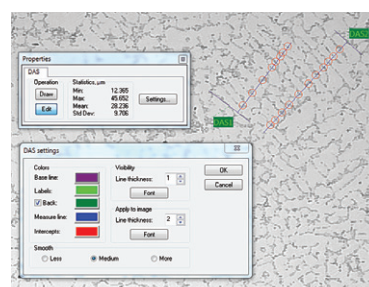 DAS2
DAS1
Properties
DAS
Operation
Statistics, μm
Draw
Edit
Min: 12.365
Max: 45.652
Mean: 28.236
Std Dev: 9.706
Settings...
DAS settings
Colors
Base line:
Labels:
Back:
Measure line:
Intercepts:
Visibility
Line thickness: 1
Font
Apply to image
Line thickness: 2
Font
OK
Cancel
Smooth
Less
Medium
More